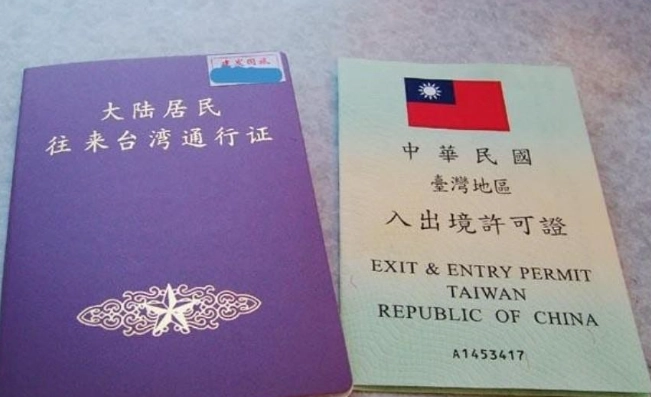 大陆居民
往来台湾通行证
中華民國
臺灣地區
入出境許可證
EXIT & ENTRY PERMIT
TAIWAN
REPUBLIC OF CHINA
A1453417